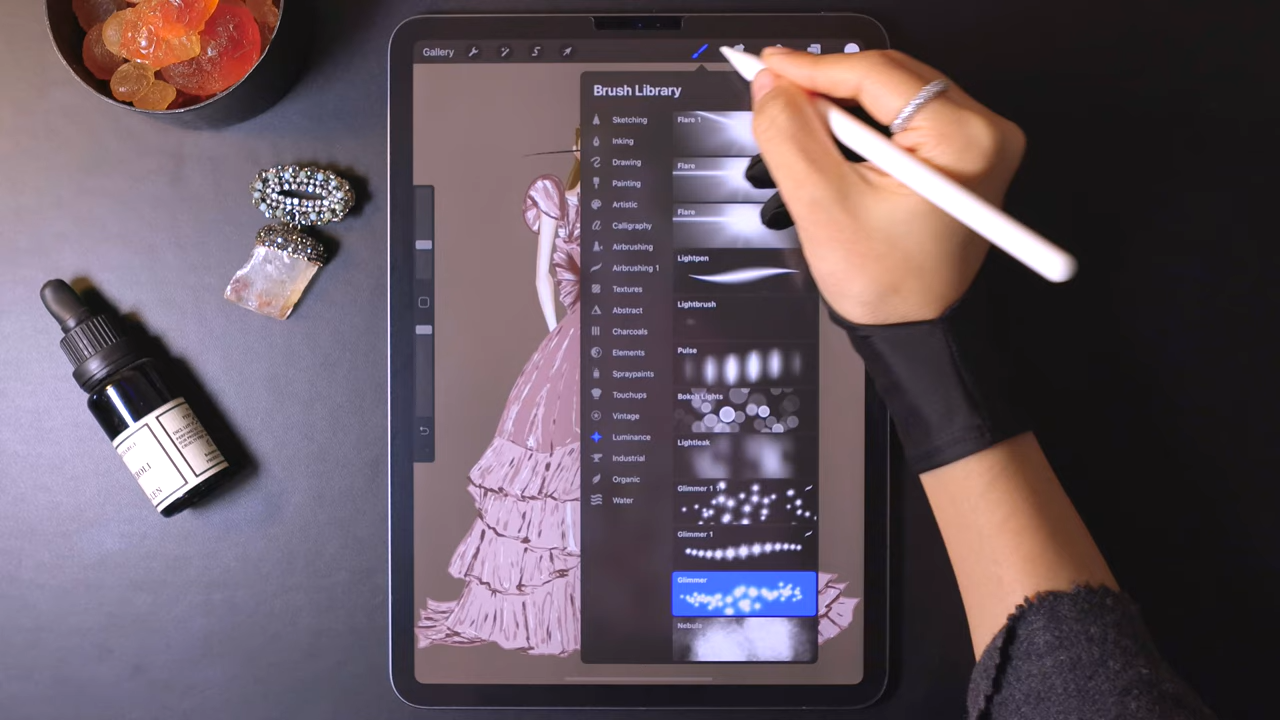 Gallery
Brush Library
Sketching
Inking
Drawing
Painting
Artistic
Calligraphy
Airbrushing
Airbrushing 1
Textures
Abstract
Charcoals
Elements
Spraypaints
Touchups
Vintage
Luminance
Industrial
Organic
Water
Flare 1
Flare
Flare
Lightpen
Lightbrush
Pulse
Bokeh Lights
Lightleak
Glimmer 1 1
Glimmer 1
Glimmer
Nebula